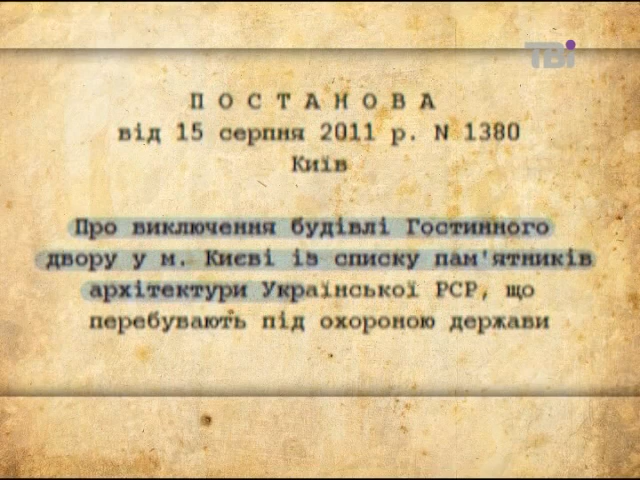 ТВі
П О С Т А Н О В А
від 15 серпня 2011 р. N 1380
Київ
Про виключення будівлі Гостинного
двору у м. Києві із списку пам'ятників
архітектури Української РСР, що
перебувають під охороною держави